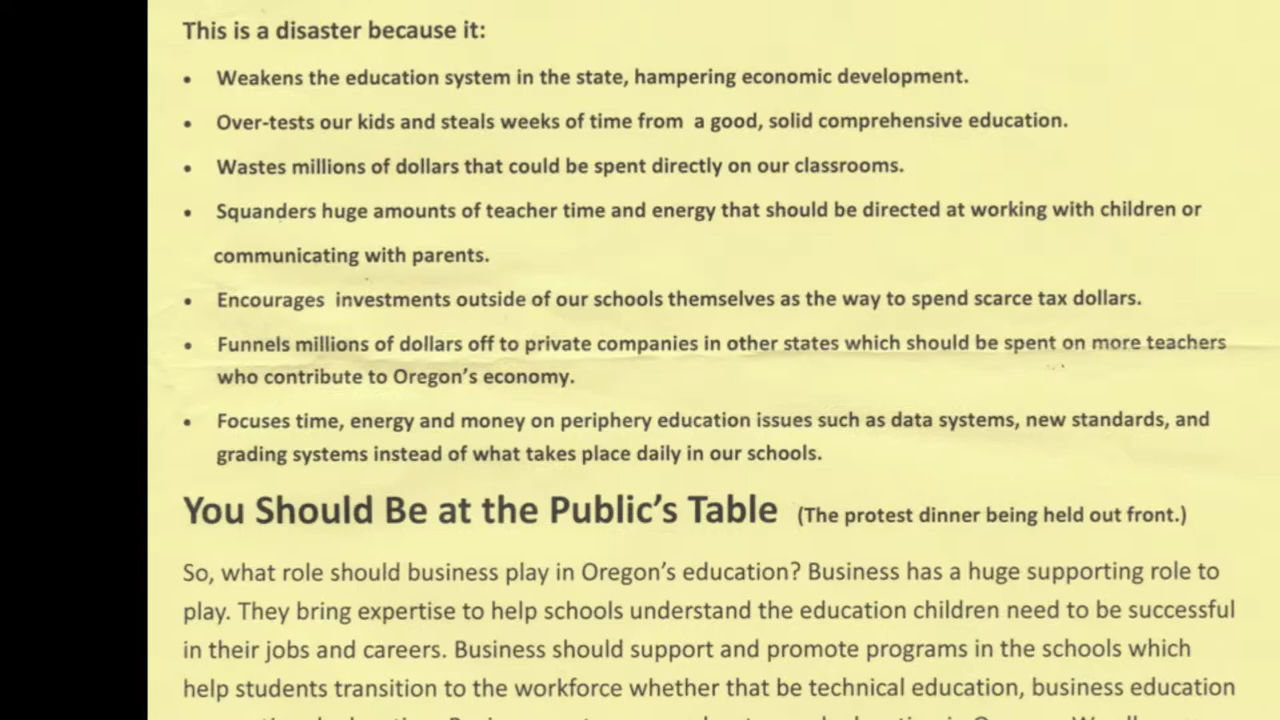 This is a disaster because it:
• Weakens the education system in the state, hampering economic development.
• Over-tests our kids and steals weeks of time from a good, solid comprehensive education.
• Wastes millions of dollars that could be spent directly on our classrooms.
• Squanders huge amounts of teacher time and energy that should be directed at working with children or
communicating with parents.
• Encourages investments outside of our schools themselves as the way to spend scarce tax dollars.
• Funnels millions of dollars off to private companies in other states which should be spent on more teachers
who contribute to Oregon's economy.
• Focuses time, energy and money on periphery education issues such as data systems, new standards, and
grading systems instead of what takes place daily in our schools.
You Should Be at the Public's Table (The protest dinner being held out front.)
So, what role should business play in Oregon's education? Business has a huge supporting role to
play. They bring expertise to help schools understand the education children need to be successful
in their jobs and careers. Business should support and promote programs in the schools which
help students transition to the workforce whether that be technical education, business education